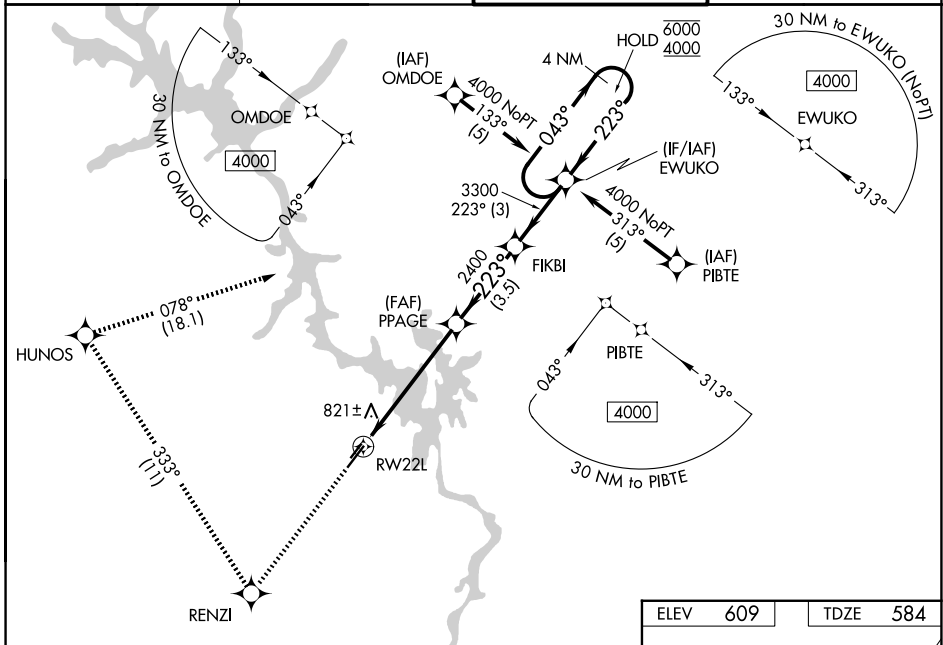 133°
OMDOE
4000
043°
30 NM to OMDOE
(IAF)
OMDOE
4000 NoPT
133°
(5)
4 NM
HOLD
6000
4000
043°
223°
30 NM to EWUKO (NoPT)
4000
133°
EWUKO
313°
(IF/IAF)
EWUKO
3300
223° (3)
4000 NoPT
313°
(5)
(IAF)
PIBTE
FIKBI
2400
223°
(3.5)
(FAF)
PPAGE
078°
(18.1)
HUNOS
PIBTE
043°
313°
4000
30 NM to PIBTE
821±
RW22L
333°
(11)
RENZI
ELEV 609
TDZE 584